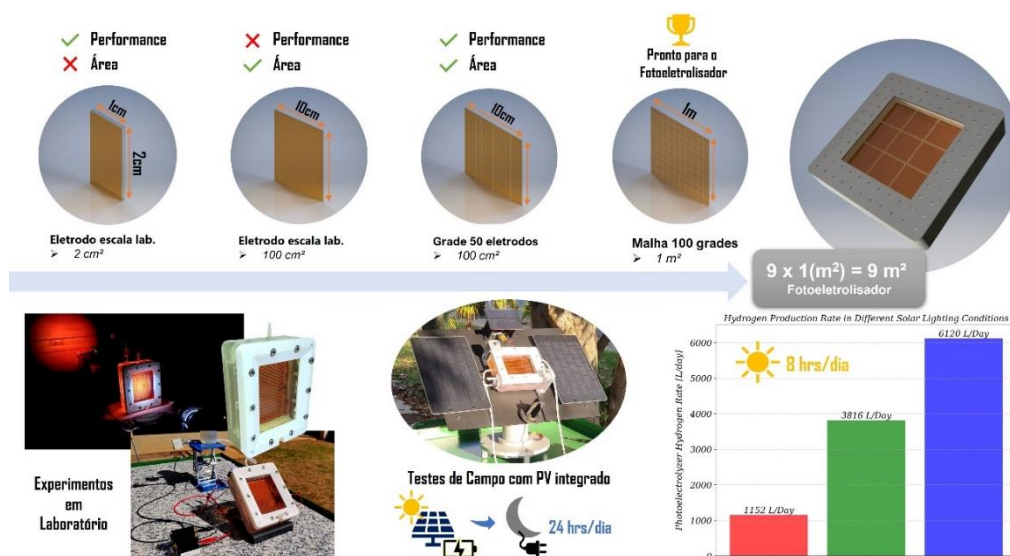 Performance
Área
Performance
Área
Performance
Área
Pronto para o
Fotoeletrolisador
1cm
2cm
10cm
10cm
1m
Eletrodo escala lab.
➢ 2 cm²
Eletrodo escala lab.
➢ 100 cm²
Grade 50 eletrodos
➢ 100 cm²
Malha 100 grades
➢ 1 m²
9 x 1(m²) = 9 m²
Fotoeletrolisador
Experimentos
em
Laboratório
Testes de Campo com PV integrado
24 hrs/dia
Hydrogen Production Rate in Different Solar Lighting Conditions
Photoelectrolyzer Hydrogen Rate [L/day]
6000
5000
4000
3000
2000
1000
0
8 hrs/dia
1152 L/Day
3816 L/Day
6120 L/Day